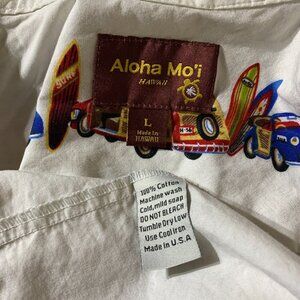 Aloha Mo'i
HAWAII
L
Made in
HAWAII
SURF
100% Cotton
Machine wash
Cold, mild soap
DO NOT BLEACH
Tumble Dry Low
Use Cool Iron
Made in U.S.A